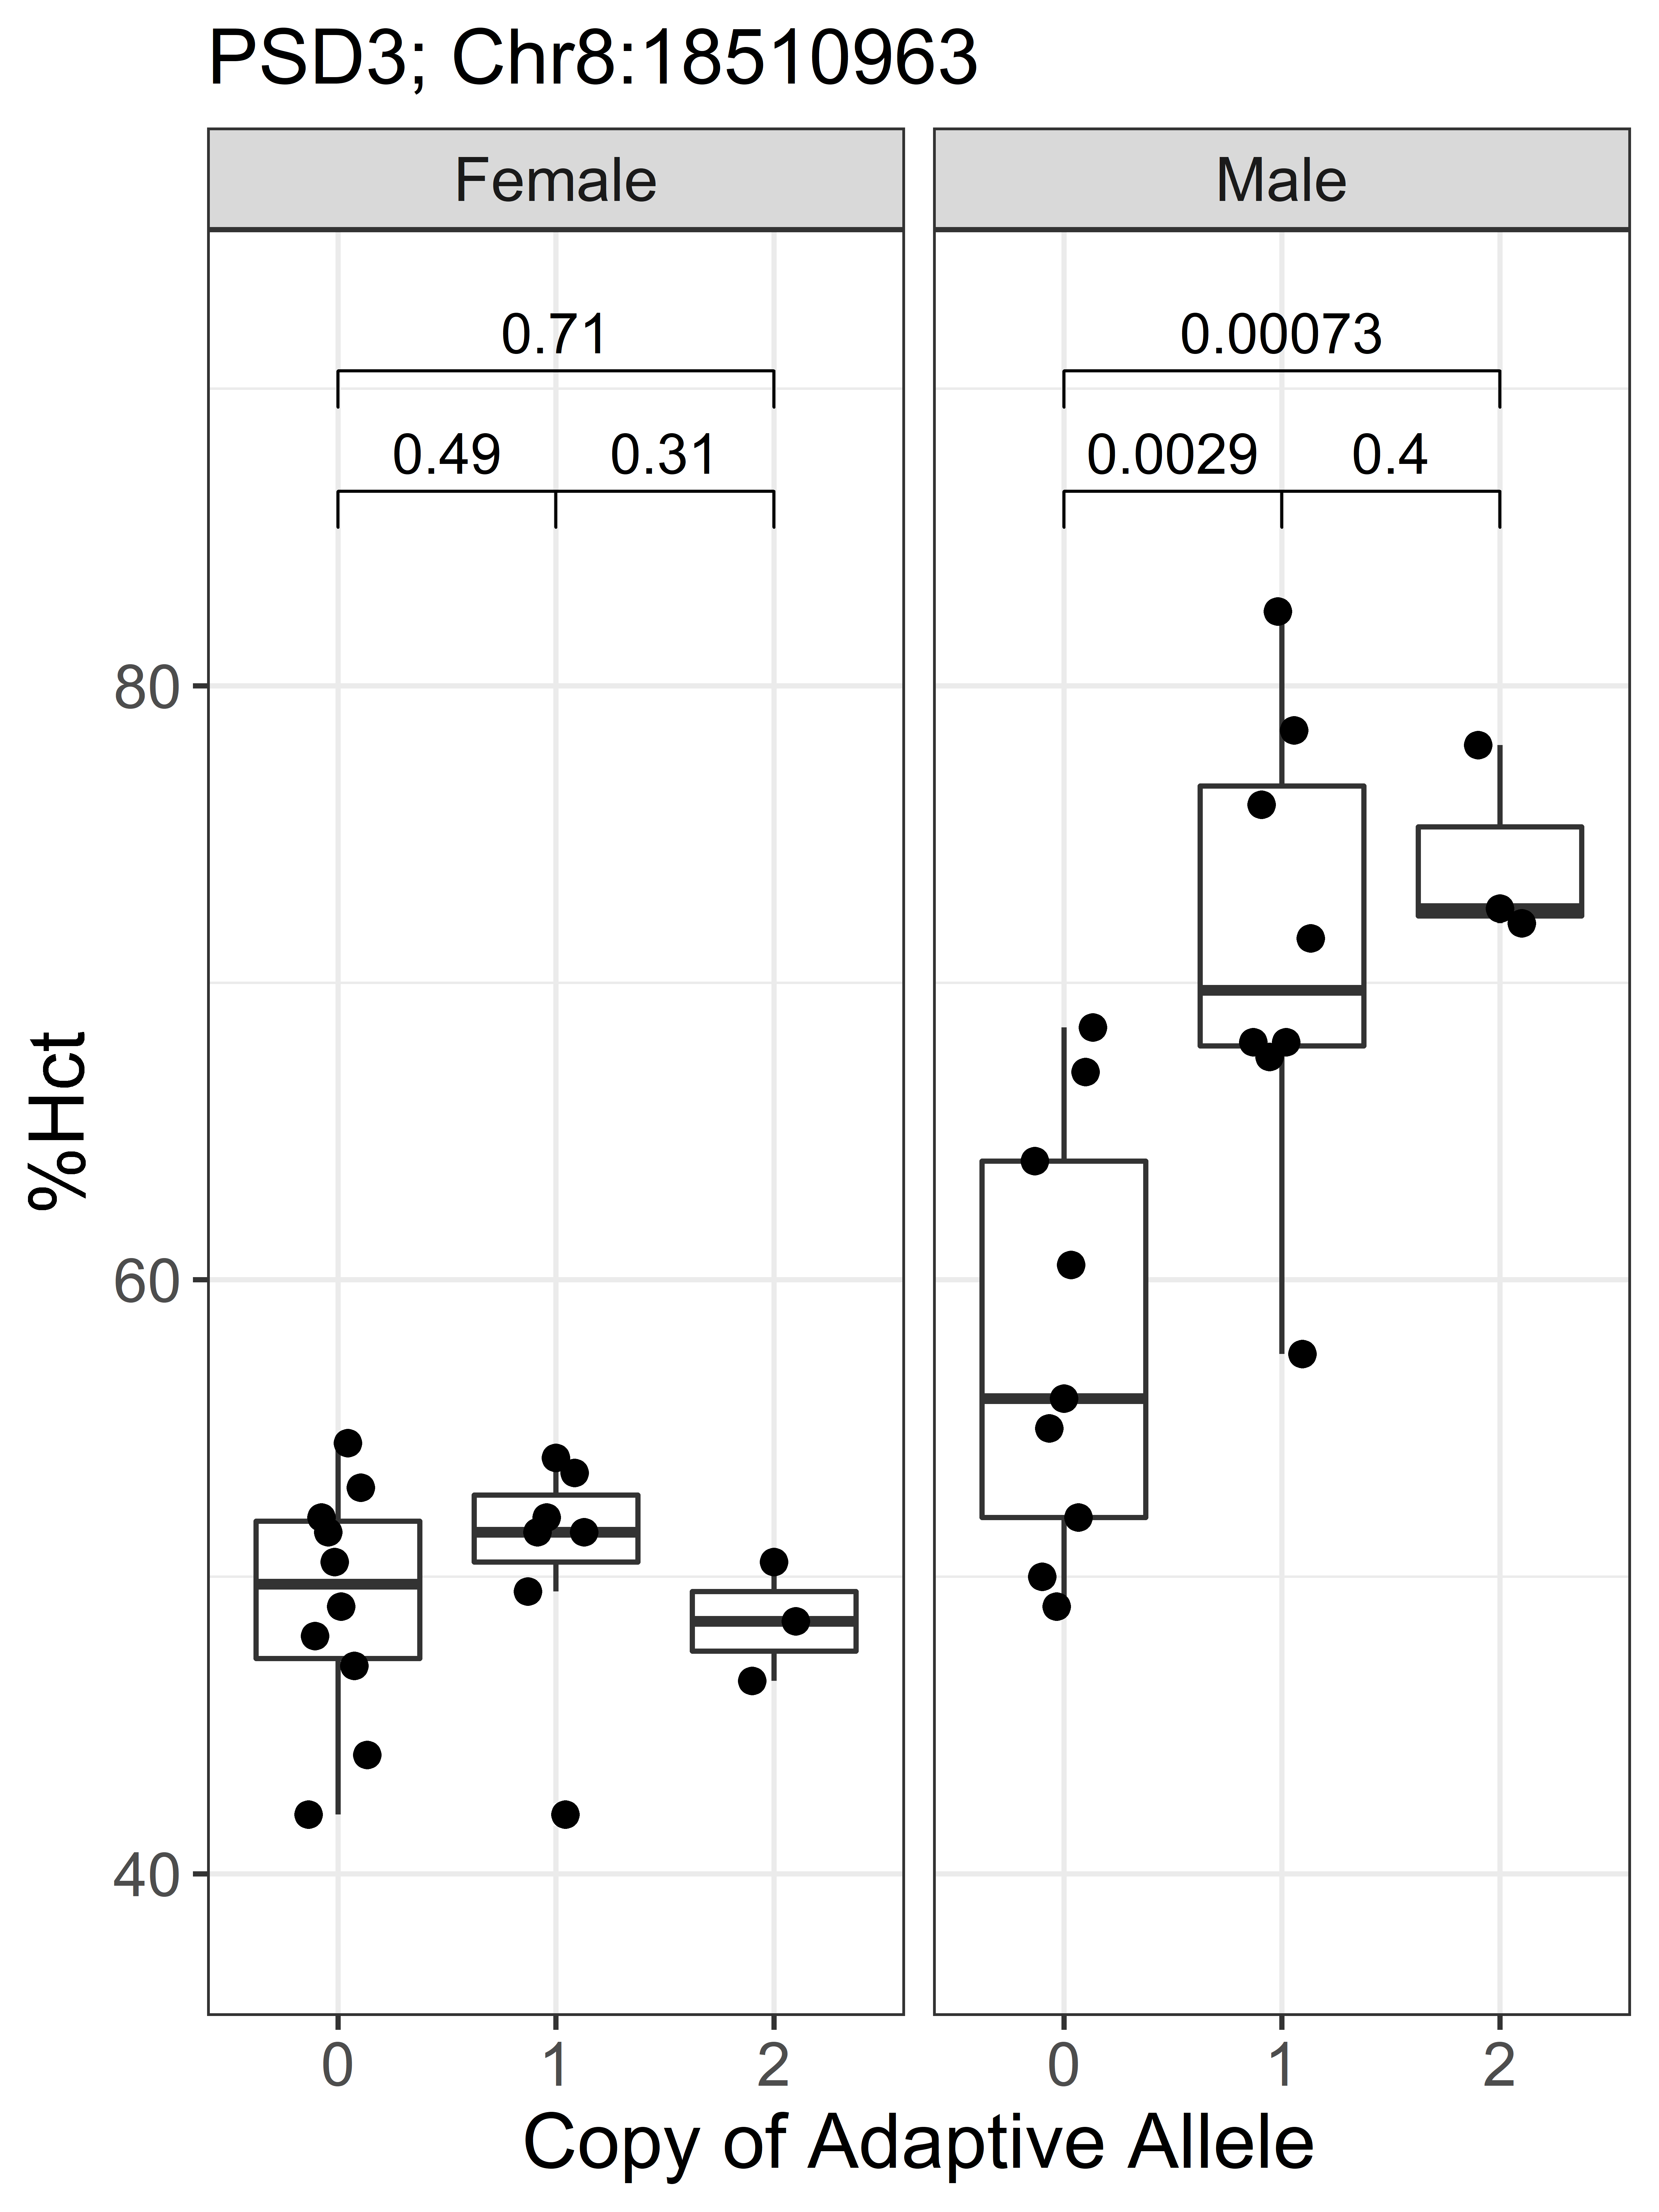 PSD3; Chr8:18510963
Female Male
0.71 0.00073
0.49 0.31 0.0029 0.4
80
60
40
%Hct
0 1 2 0 1 2
Copy of Adaptive Allele